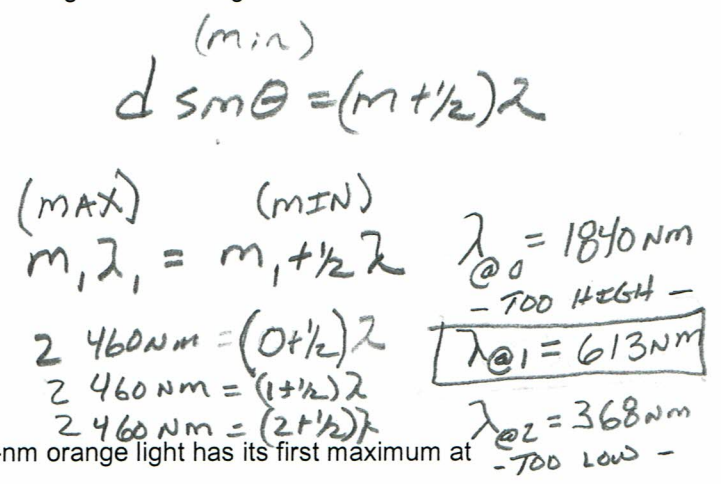 (min)
d sinθ = (m + 1/2) λ
(MAX) (MIN)
m₁ λ₁ = m₁ + 1/2 λ
2 460 Nm = (0 + 1/2) λ
2 460 Nm = (1 + 1/2) λ
2 460 Nm = (2 + 1/2) λ
λ@0 = 1840 Nm
- TOO HIGH -
λ@1 = 613 Nm
λ@2 = 368 Nm
- TOO LOW -
-nm orange light has its first maximum at